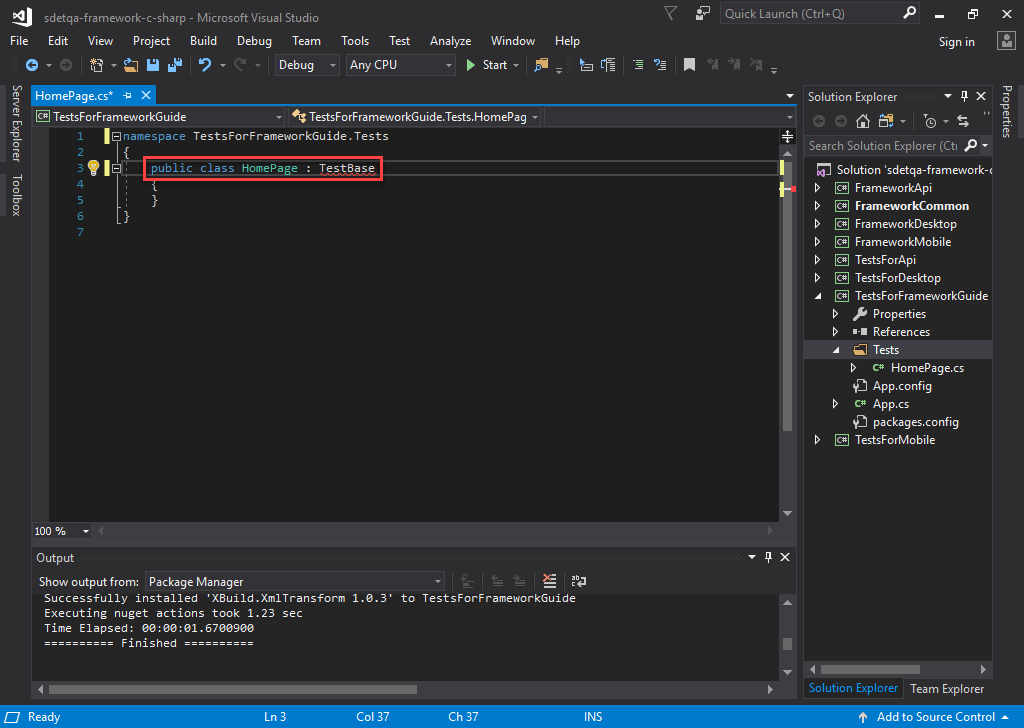 sdetqa-framework-c-sharp - Microsoft Visual Studio
Quick Launch (Ctrl+Q)
File Edit View Project Build Debug Team Tools Test Analyze Window Help
Sign in
Debug Any CPU Start
Server Explorer
Toolbox
HomePage.cs*
TestsForFrameworkGuide TestsForFrameworkGuide.Tests.HomePag
1 namespace TestsForFrameworkGuide.Tests
2 {
3 public class HomePage : TestBase
4 {
5 }
6 }
7
100 %
Output
Show output from: Package Manager
Successfully installed 'XBuild.XmlTransform 1.0.3' to TestsForFrameworkGuide
Executing nuget actions took 1.23 sec
Time Elapsed: 00:00:01.6700900
========== Finished ==========
Solution Explorer
Search Solution Explorer (Ctr
Solution 'sdetqa-framework-c
C# FrameworkApi
C# FrameworkCommon
C# FrameworkDesktop
C# FrameworkMobile
C# TestsForApi
C# TestsForDesktop
C# TestsForFrameworkGuide
Properties
References
Tests
C# HomePage.cs
App.config
C# App.cs
packages.config
C# TestsForMobile
Solution Explorer Team Explorer
Properties
Ready Ln 3 Col 37 Ch 37 INS Add to Source Control